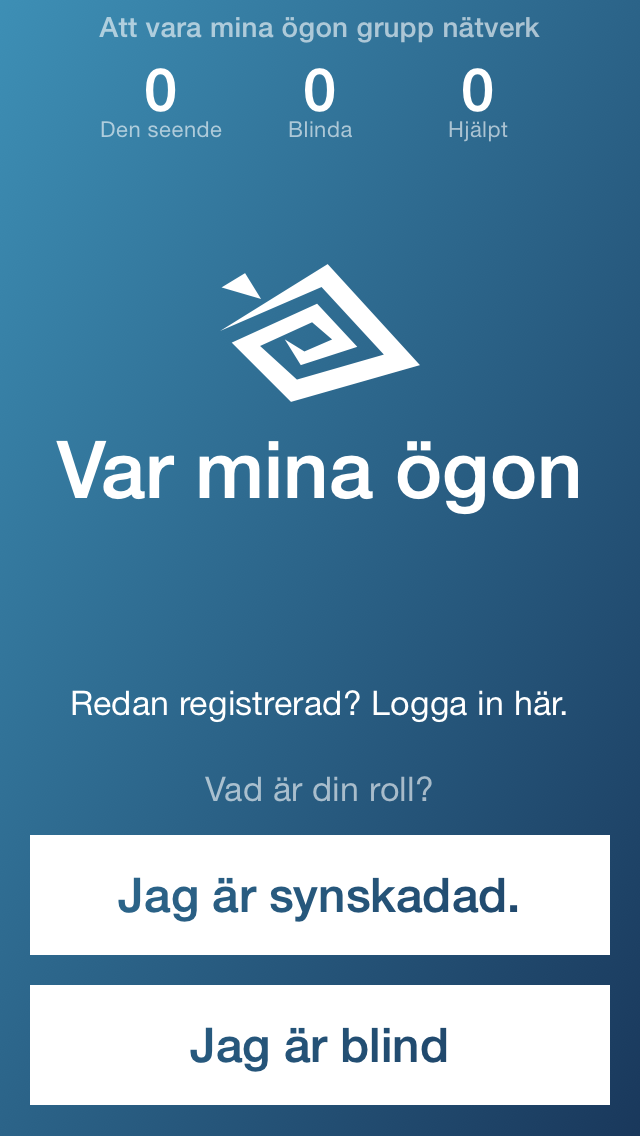 Att vara mina ögon grupp nätverk
0 0 0
Den seende Blinda Hjälpt
Var mina ögon
Redan registrerad? Logga in här.
Vad är din roll?
Jag är synskadad.
Jag är blind